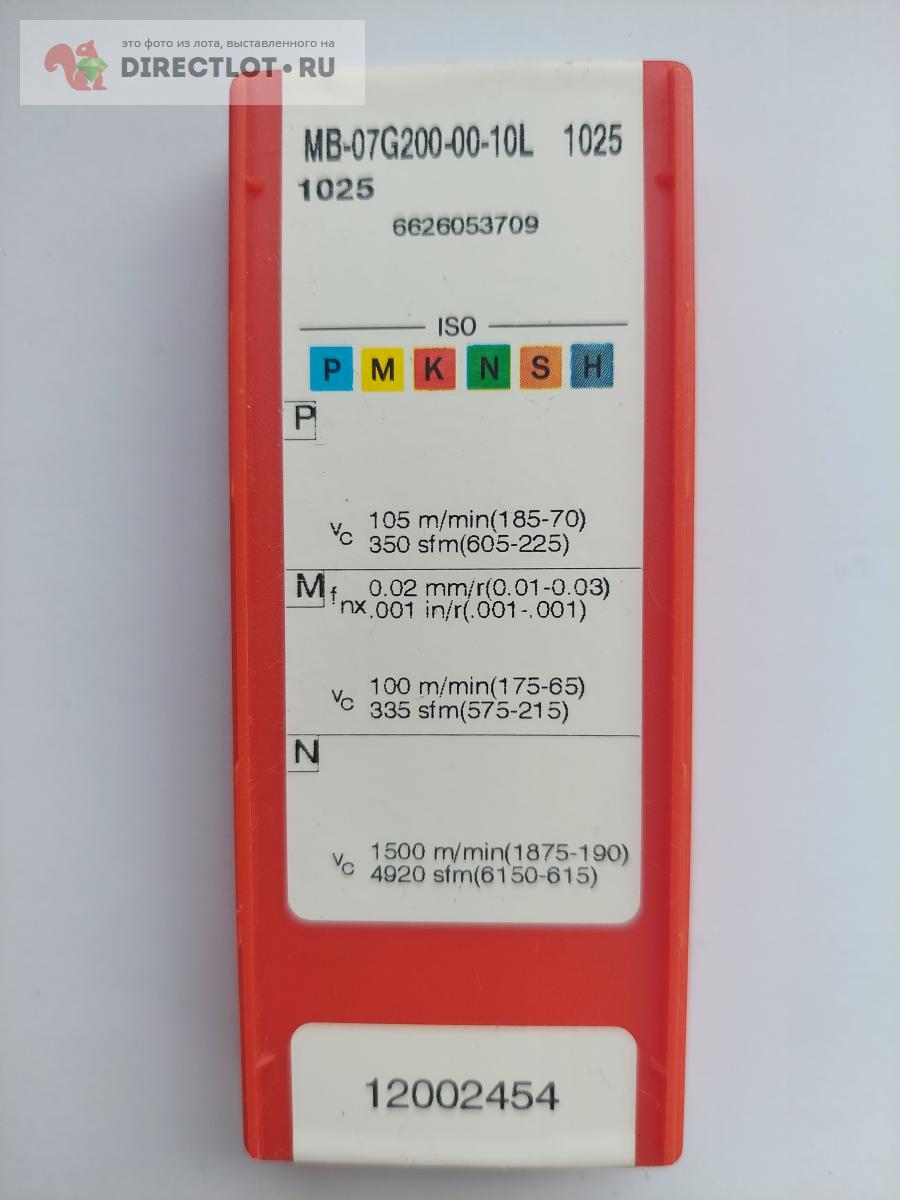 это фото из лота, выставленного на
DIRECTLOT.RU
MB-07G200-00-10L 1025
1025
6626053709
ISO
P M K N S H
P
vc 105 m/min(185-70)
350 sfm(605-225)
M fnx 0.02 mm/r(0.01-0.03)
.001 in/r(.001-.001)
vc 100 m/min(175-65)
335 sfm(575-215)
N
vc 1500 m/min(1875-190)
4920 sfm(6150-615)
12002454